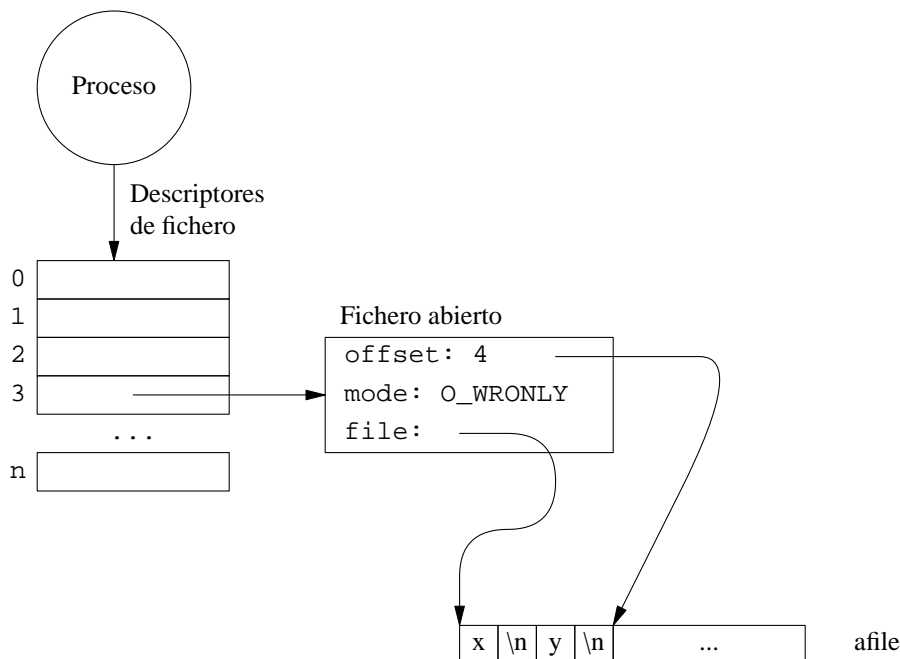 Proceso
Descriptores
de fichero
0
1
2
3
...
n
Fichero abierto
offset: 4
mode: O_WRONLY
file:
x \n y \n ... afile